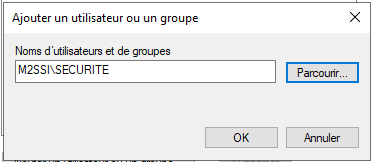 Ajouter un utilisateur ou un groupe
Noms d'utilisateurs et de groupes
M2SSI\SECURITE
Parcourir...
OK
Annuler